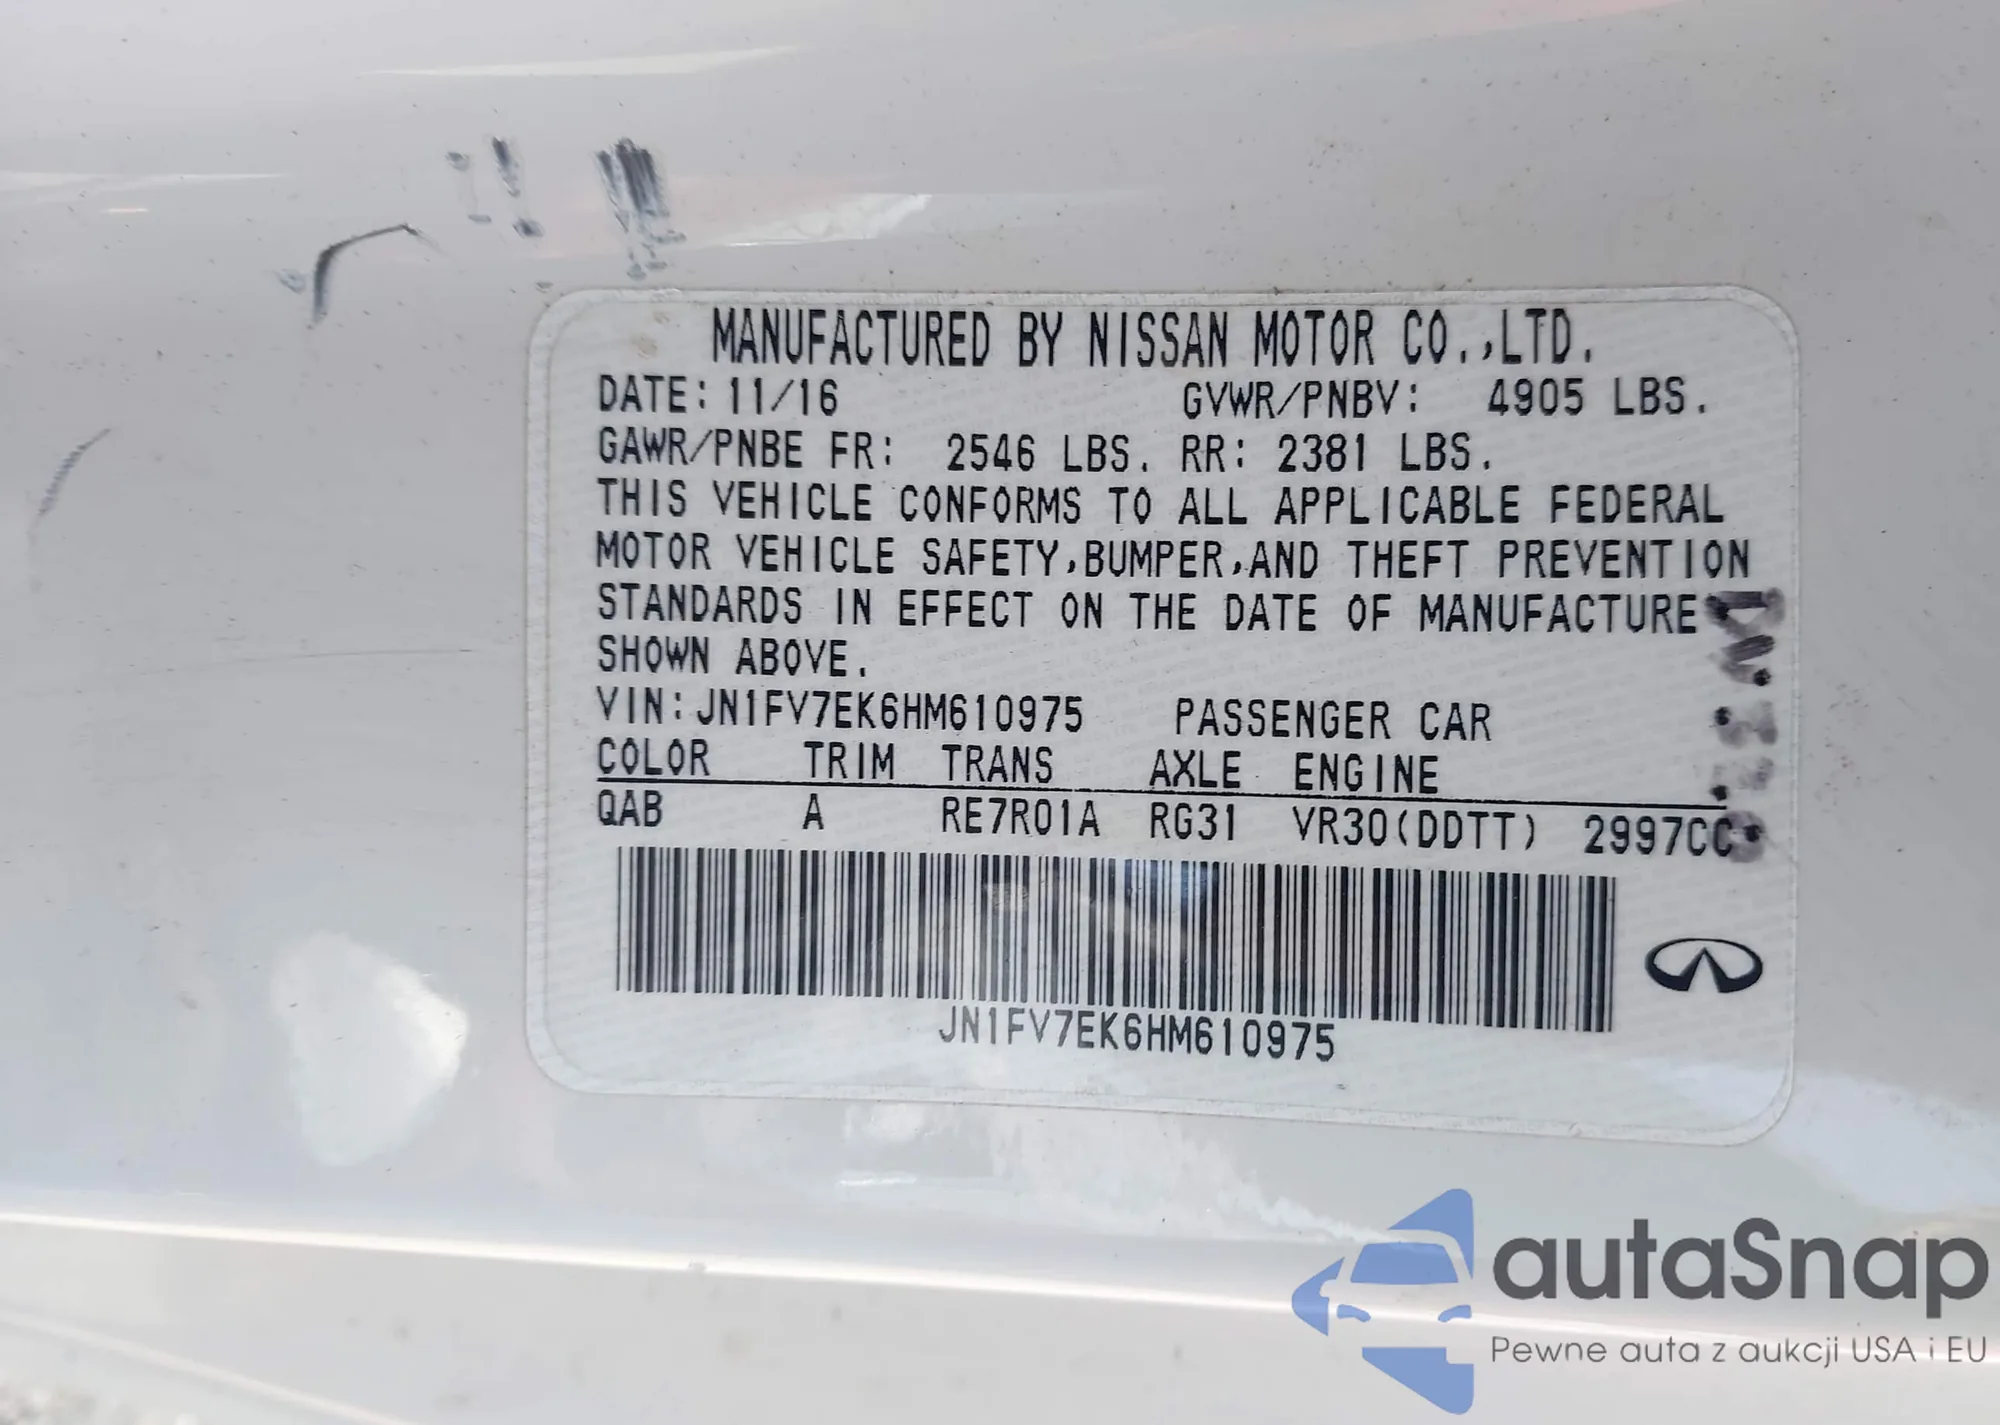 MANUFACTURED BY NISSAN MOTOR CO.,LTD.
DATE: 11/16 GVWR/PNBV: 4905 LBS.
GAWR/PNBE FR: 2546 LBS. RR: 2381 LBS.
THIS VEHICLE CONFORMS TO ALL APPLICABLE FEDERAL
MOTOR VEHICLE SAFETY,BUMPER,AND THEFT PREVENTION
STANDARDS IN EFFECT ON THE DATE OF MANUFACTURE
SHOWN ABOVE.
VIN: JN1FV7EK6HM610975 PASSENGER CAR
COLOR TRIM TRANS AXLE ENGINE
QAB A RE7R01A RG31 VR30(DDTT) 2997CC
JN1FV7EK6HM610975
autaSnap
Pewne auta z aukcji USA i EU